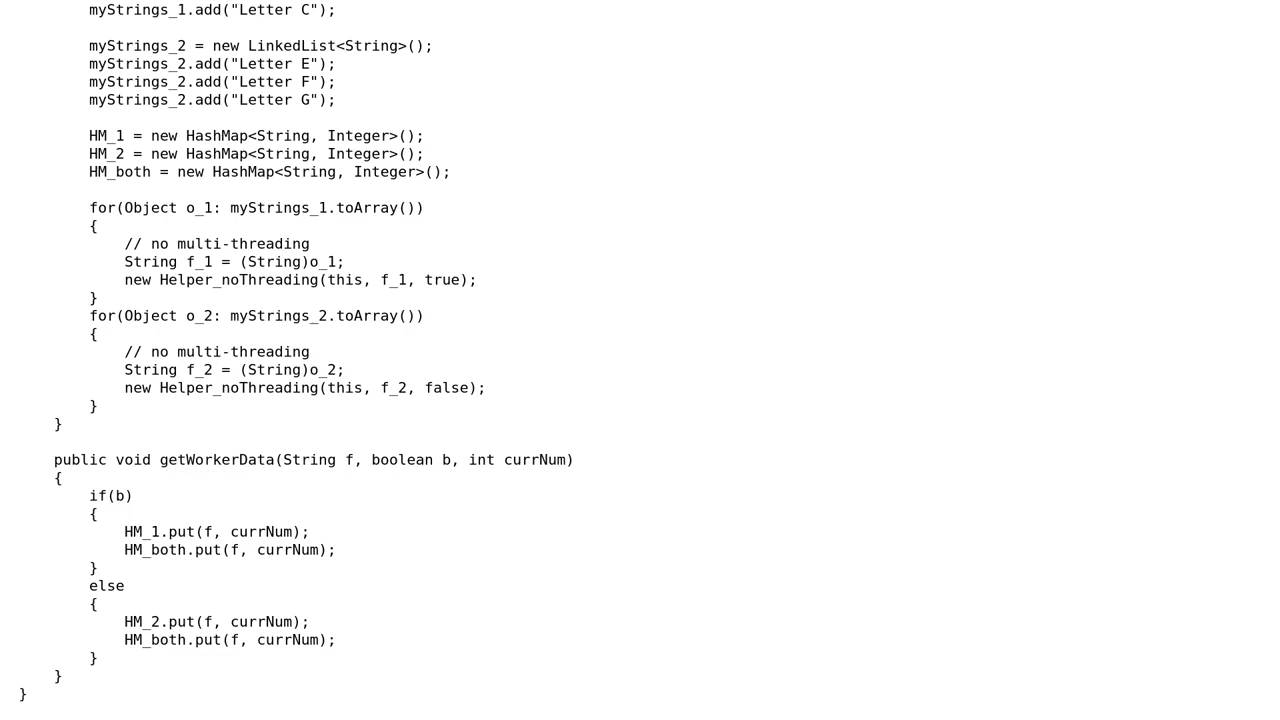 myStrings_1.add("Letter C");

        myStrings_2 = new LinkedList<String>();
        myStrings_2.add("Letter E");
        myStrings_2.add("Letter F");
        myStrings_2.add("Letter G");

        HM_1 = new HashMap<String, Integer>();
        HM_2 = new HashMap<String, Integer>();
        HM_both = new HashMap<String, Integer>();

        for(Object o_1: myStrings_1.toArray())
        {
            // no multi-threading
            String f_1 = (String)o_1;
            new Helper_noThreading(this, f_1, true);
        }
        for(Object o_2: myStrings_2.toArray())
        {
            // no multi-threading
            String f_2 = (String)o_2;
            new Helper_noThreading(this, f_2, false);
        }
    }

    public void getWorkerData(String f, boolean b, int currNum)
    {
        if(b)
        {
            HM_1.put(f, currNum);
            HM_both.put(f, currNum);
        }
        else
        {
            HM_2.put(f, currNum);
            HM_both.put(f, currNum);
        }
    }
}